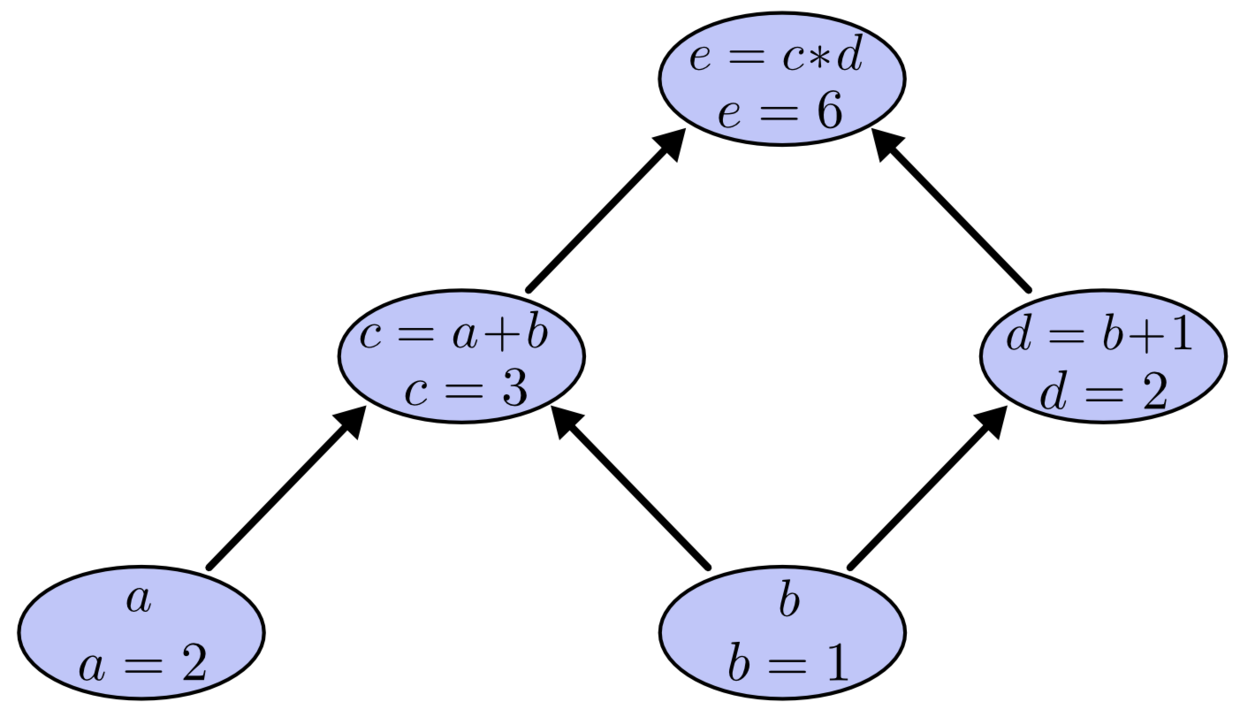 e = c*d
e = 6
c = a+b
c = 3
d = b+1
d = 2
a
a = 2
b
b = 1